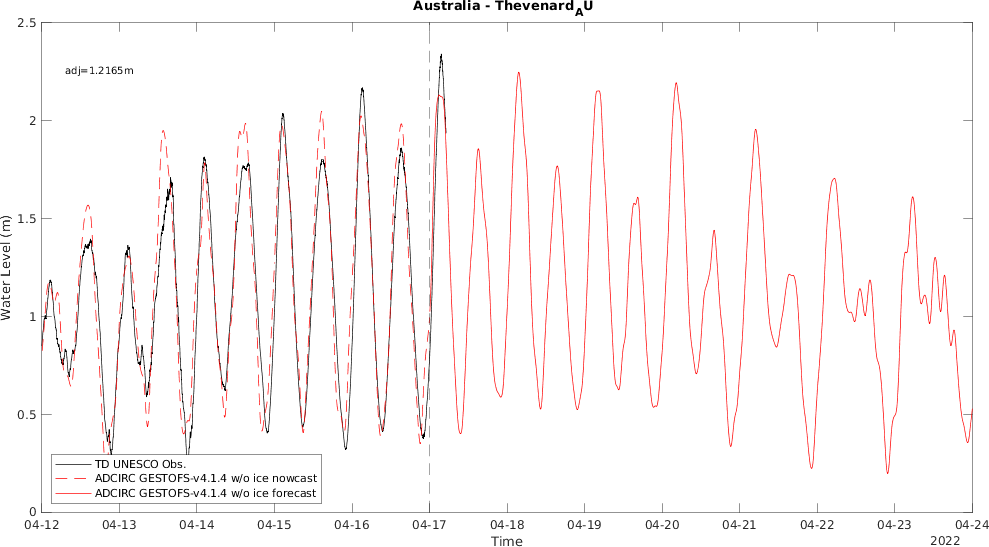 Australia - Thevenard_AU
2.5
adj=1.2165m
2
1.5
Water Level (m)
1
0.5
TD UNESCO Obs.
ADCIRC GESTOFS-v4.1.4 w/o ice nowcast
ADCIRC GESTOFS-v4.1.4 w/o ice forecast
0
04-12 04-13 04-14 04-15 04-16 04-17 04-18 04-19 04-20 04-21 04-22 04-23 04-24
Time
2022